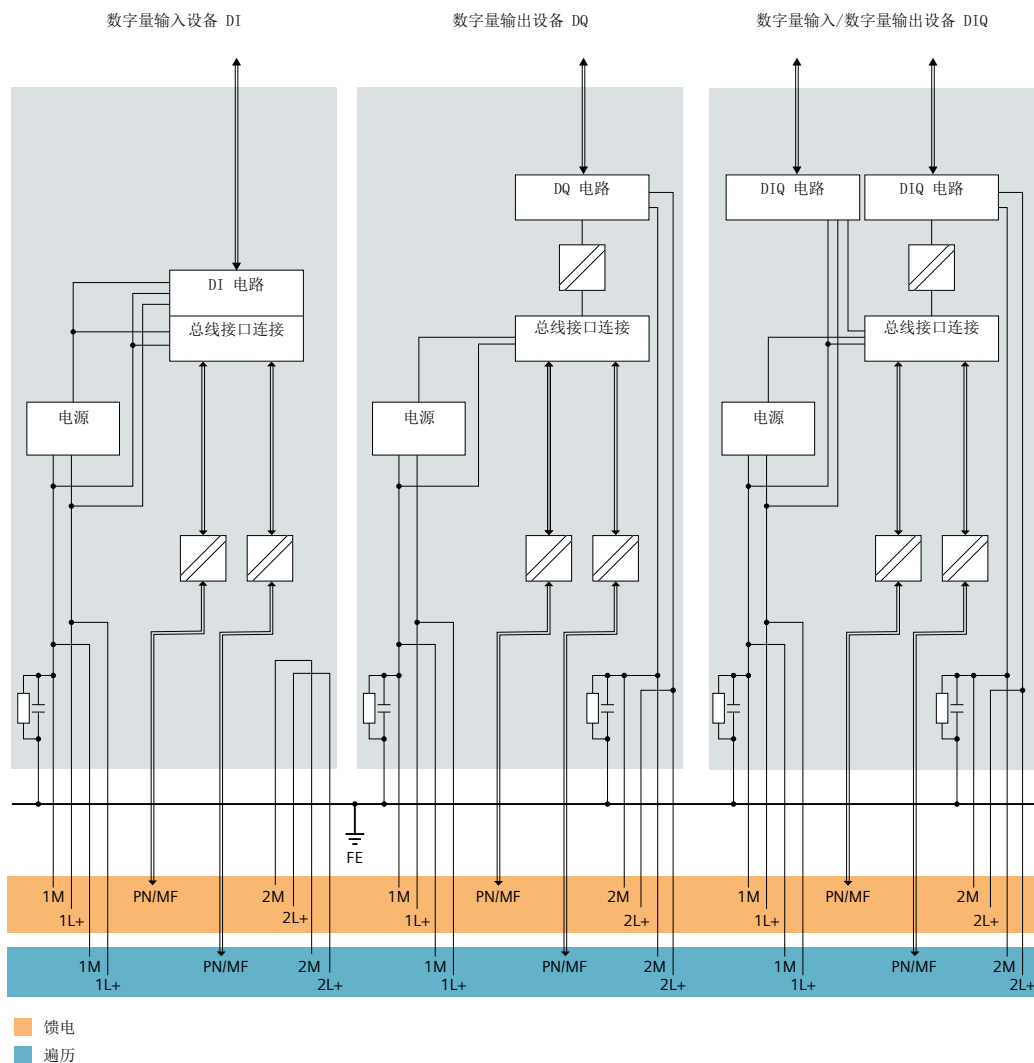 数字量输入设备 DI
数字量输出设备 DQ
数字量输入/数字量输出设备 DIQ
DQ 电路
DIQ 电路
DIQ 电路
DI 电路
总线接口连接
总线接口连接
总线接口连接
电源
电源
电源
FE
1M
PN/MF
2M
1M
PN/MF
2M
1M
PN/MF
2M
1L+
2L+
1L+
2L+
1L+
2L+
1M
PN/MF
2M
1M
PN/MF
2M
1M
PN/MF
2M
1L+
2L+
1L+
2L+
1L+
2L+
馈电
遍历